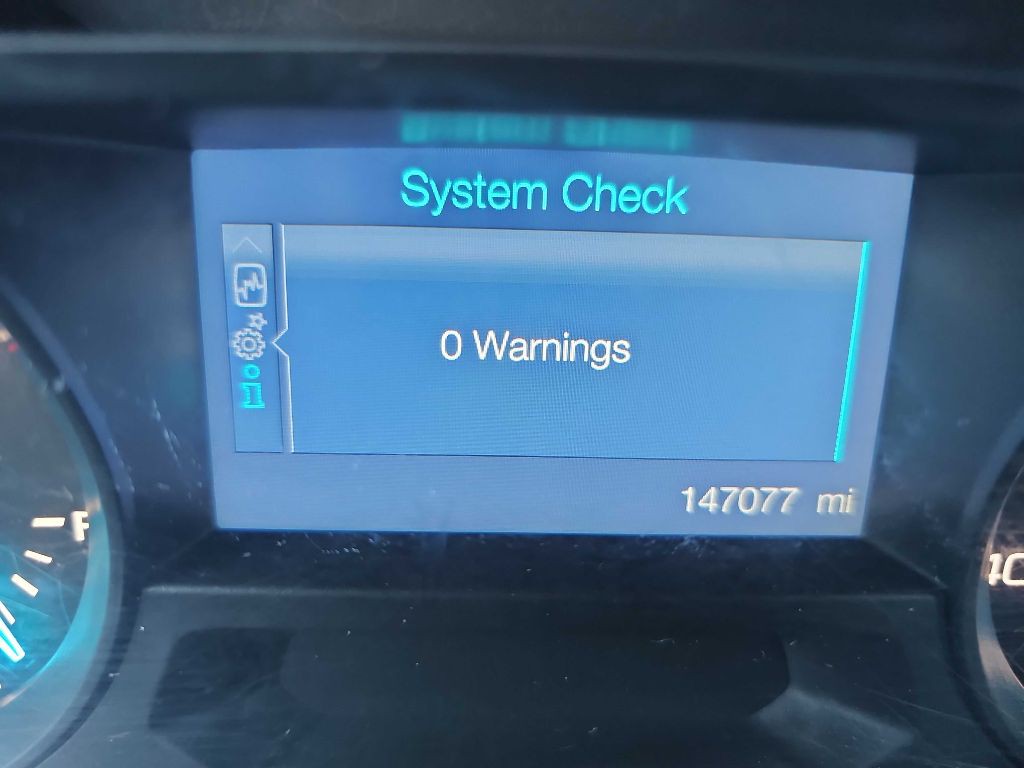 System Check
0 Warnings
147077 mi
F